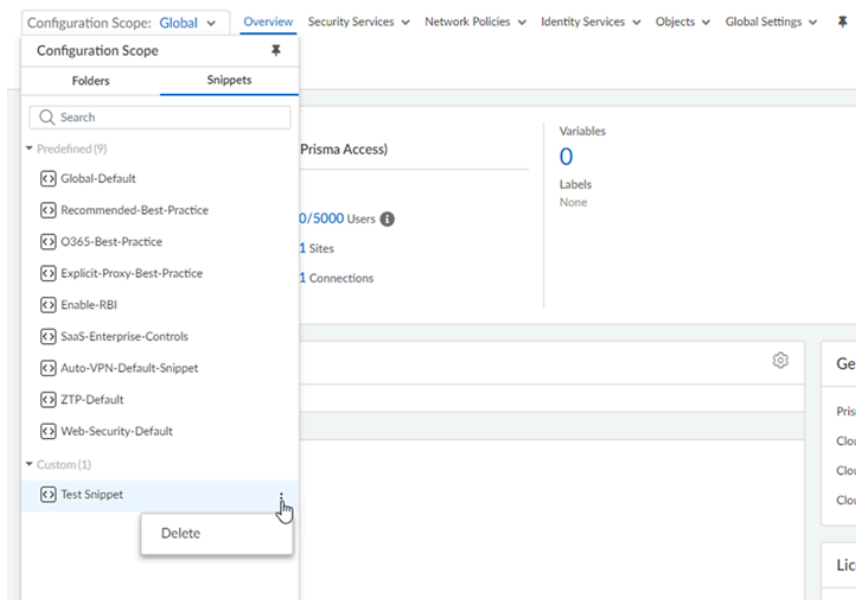 Configuration Scope: Global
Overview
Security Services
Network Policies
Identity Services
Objects
Global Settings
Configuration Scope
Folders
Snippets
Search
Predefined (9)
Global-Default
Recommended-Best-Practice
O365-Best-Practice
Explicit-Proxy-Best-Practice
Enable-RBI
SaaS-Enterprise-Controls
Auto-VPN-Default-Snippet
ZTP-Default
Web-Security-Default
Custom (1)
Test Snippet
Delete
Prisma Access)
0/5000 Users
1 Sites
1 Connections
Variables
0
Labels
None
Ge
Pris
Clou
Clou
Clou
Lic